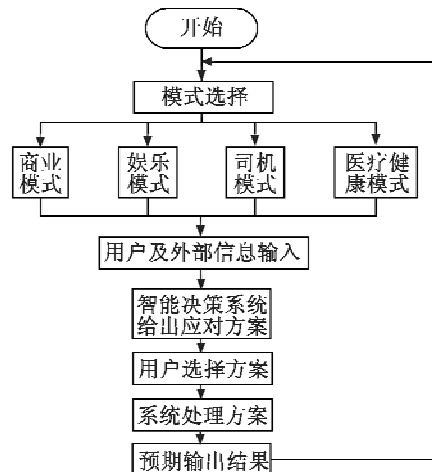 开始
模式选择
商业
模式
娱乐
模式
司机
模式
医疗健
康模式
用户及外部信息输入
智能决策系统
给出应对方案
用户选择方案
系统处理方案
预期输出结果